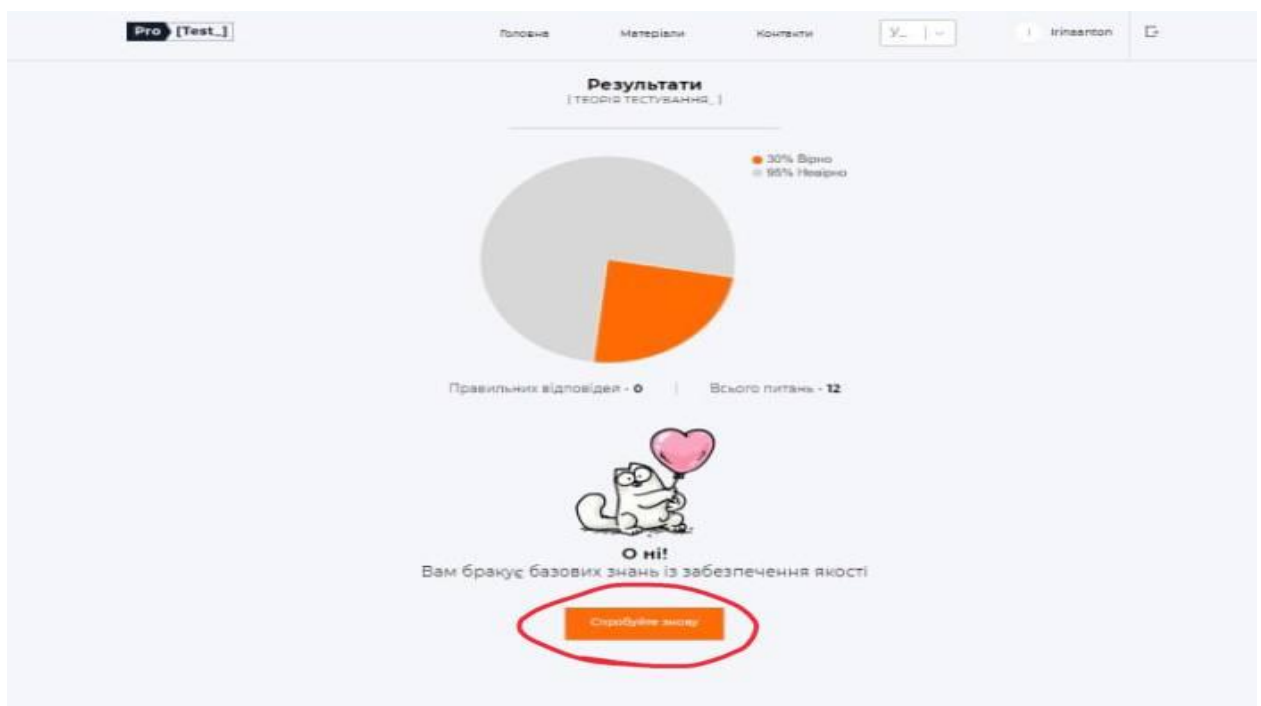 Pro [Test_]
Головна Матеріали Контакти У_ I Irinaanton
Результати
[ ТЕОРІЯ ТЕСТУВАННЯ_ ]
30% Вірно
95% Невірно
Правильних відповідей - 0 | Всього питань - 12
О ні!
Вам бракує базових знань із забезпечення якості
Спробуйте знову